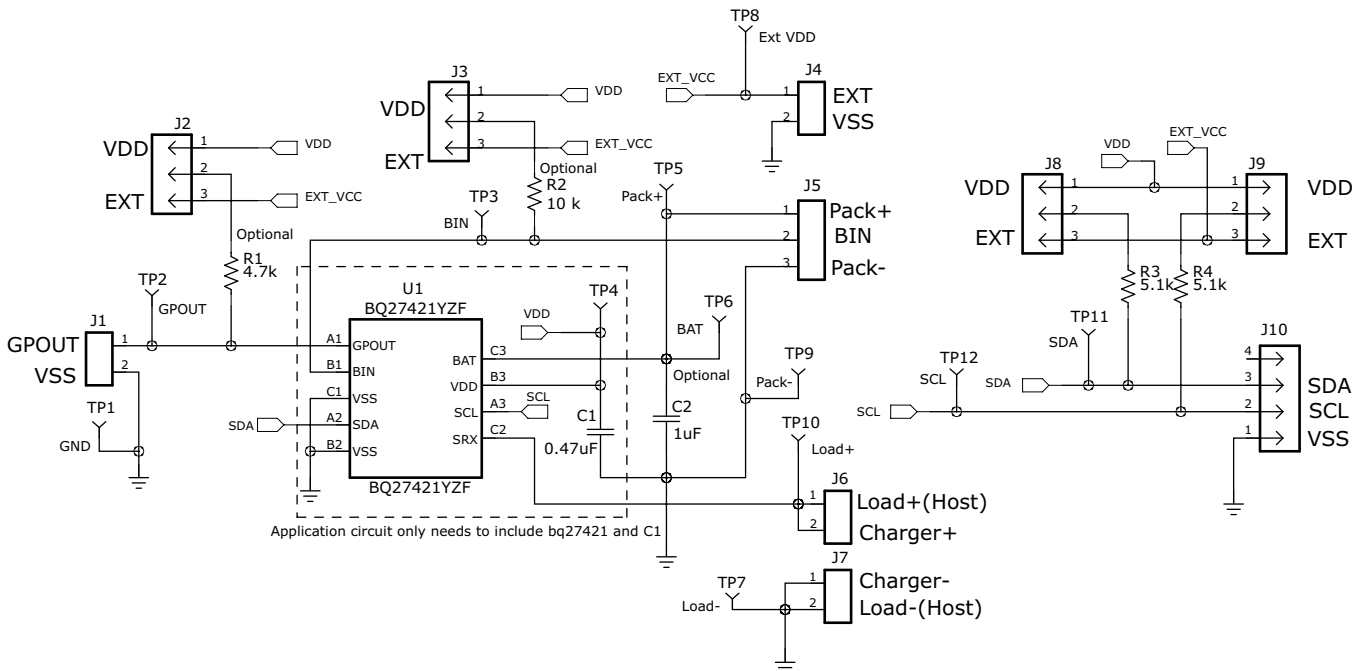 TP8
Ext VDD
J4
EXT_VCC
1
EXT
2
VSS
J3
VDD
1
VDD
2
EXT
3
EXT_VCC
Optional
R2
10 k
J2
VDD
1
VDD
2
EXT
3
EXT_VCC
Optional
R1
4.7k
TP3
BIN
TP5
Pack+
J5
1
Pack+
2
BIN
3
Pack-
J8
VDD
EXT_VCC
J9
VDD
1
1
VDD
2
2
EXT
3
3
EXT
R3
5.1k
R4
5.1k
TP2
GPOUT
J1
GPOUT
1
VSS
2
TP1
GND
U1
BQ27421YZF
A1
GPOUT
B1
BIN
C1
VSS
A2
SDA
B2
VSS
C3
BAT
B3
VDD
A3
SCL
C2
SRX
BQ27421YZF
SDA
SCL
TP4
VDD
C1
0.47uF
TP6
BAT
Optional
C2
1uF
TP9
Pack-
Application circuit only needs to include bq27421 and C1
TP10
Load+
J6
1
Load+(Host)
2
Charger+
J7
1
Charger-
2
Load-(Host)
TP7
Load-
TP11
SDA
TP12
SCL
SDA
SCL
J10
4
3
SDA
2
SCL
1
VSS